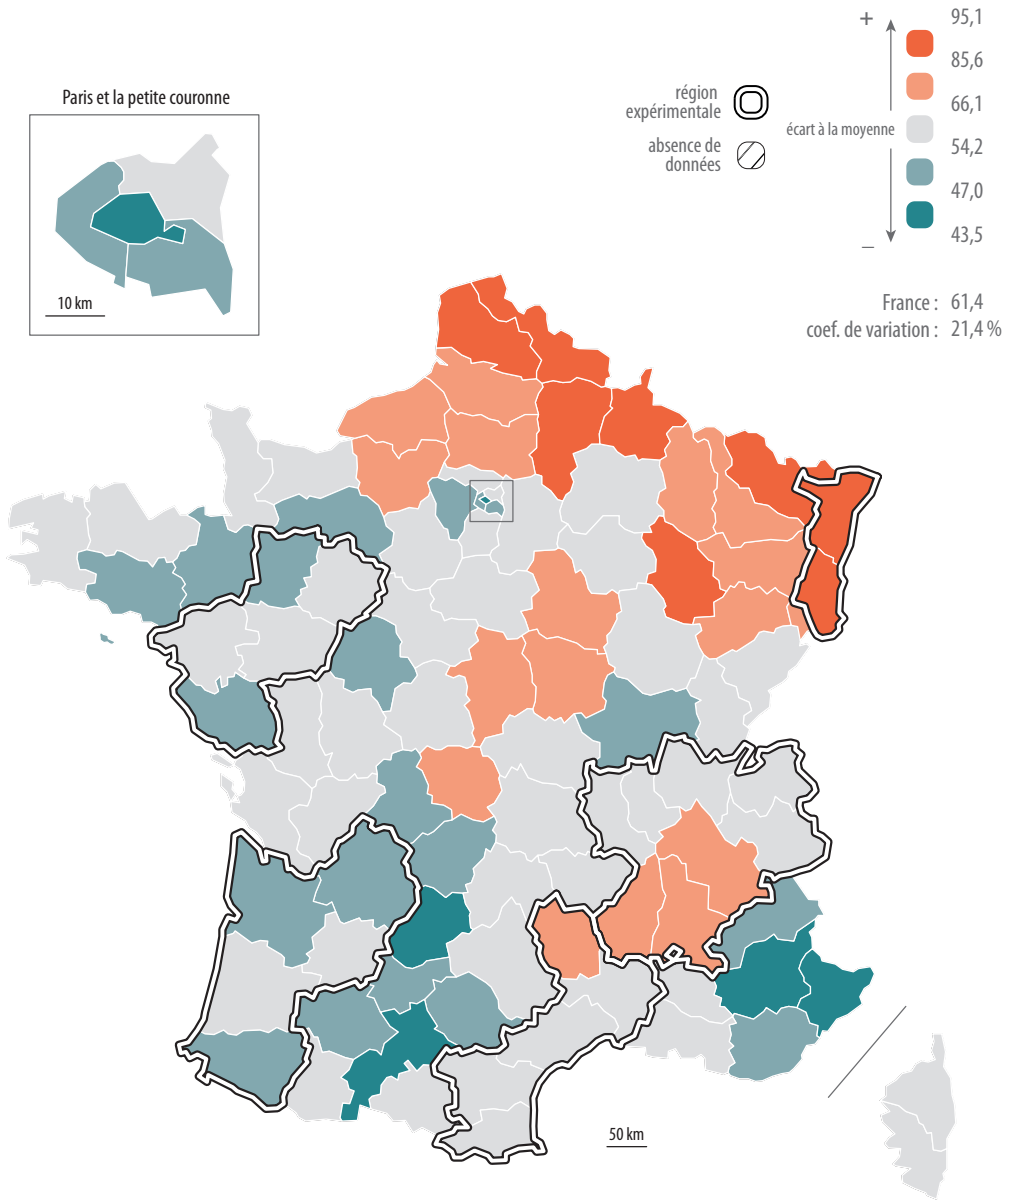 Paris et la petite couronne
10 km
région
expérimentale
absence de
données
+
écart à la moyenne
–
95,1
85,6
66,1
54,2
47,0
43,5
France : 61,4
coef. de variation : 21,4 %
50 km